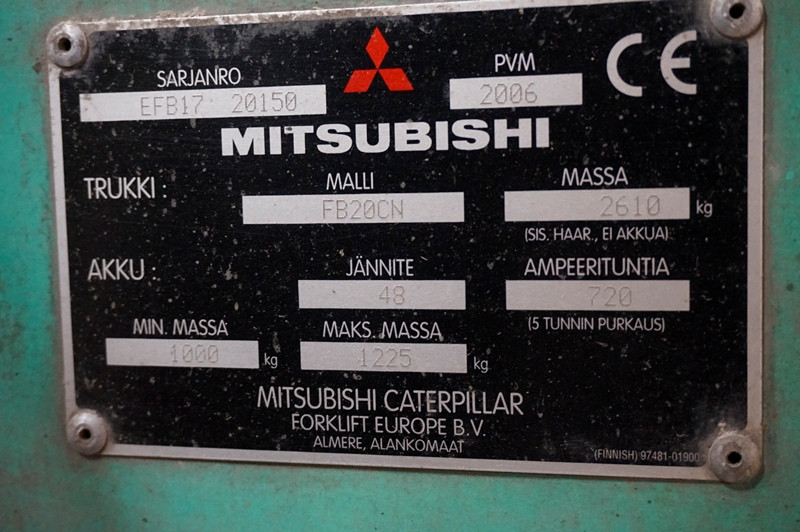 SARJANRO PVM CE
EFB17 20150 2006
MITSUBISHI
TRUKKI : MALLI MASSA
FB20CN 2610 kg
(SIS. HAAR., EI AKKUA)
AKKU : JÄNNITE AMPEERITUNTIA
48 720
MIN. MASSA MAKS. MASSA (5 TUNNIN PURKAUS)
1000 kg 1225 kg
MITSUBISHI CATERPILLAR
FORKLIFT EUROPE B.V.
ALMERE, ALANKOMAAT
(FINNISH) 97481-01900